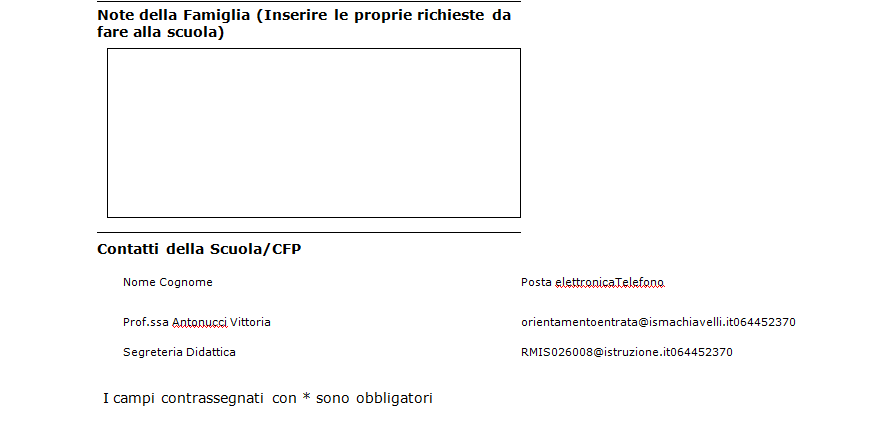 Note della Famiglia (Inserire le proprie richieste da
fare alla scuola)
Contatti della Scuola/CFP
Nome Cognome Posta elettronicaTelefono
Prof.ssa Antonucci Vittoria orientamentoentrata@ismachiavelli.it064452370
Segreteria Didattica RMIS026008@istruzione.it064452370
I campi contrassegnati con * sono obbligatori